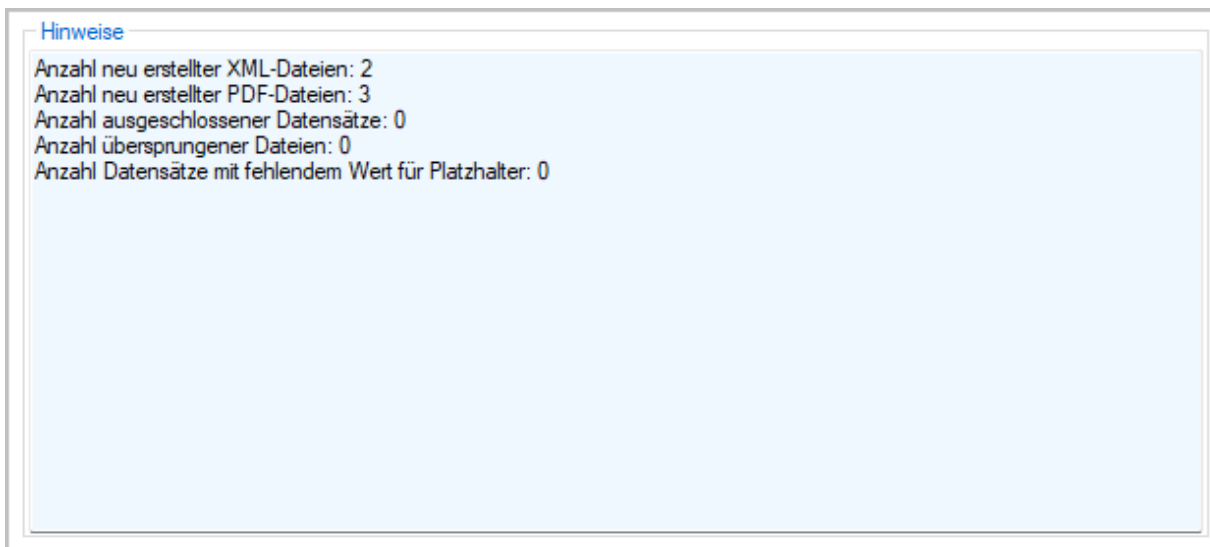 Hinweise
Anzahl neu erstellter XML-Dateien: 2
Anzahl neu erstellter PDF-Dateien: 3
Anzahl ausgeschlossener Datensätze: 0
Anzahl übersprungener Dateien: 0
Anzahl Datensätze mit fehlendem Wert für Platzhalter: 0